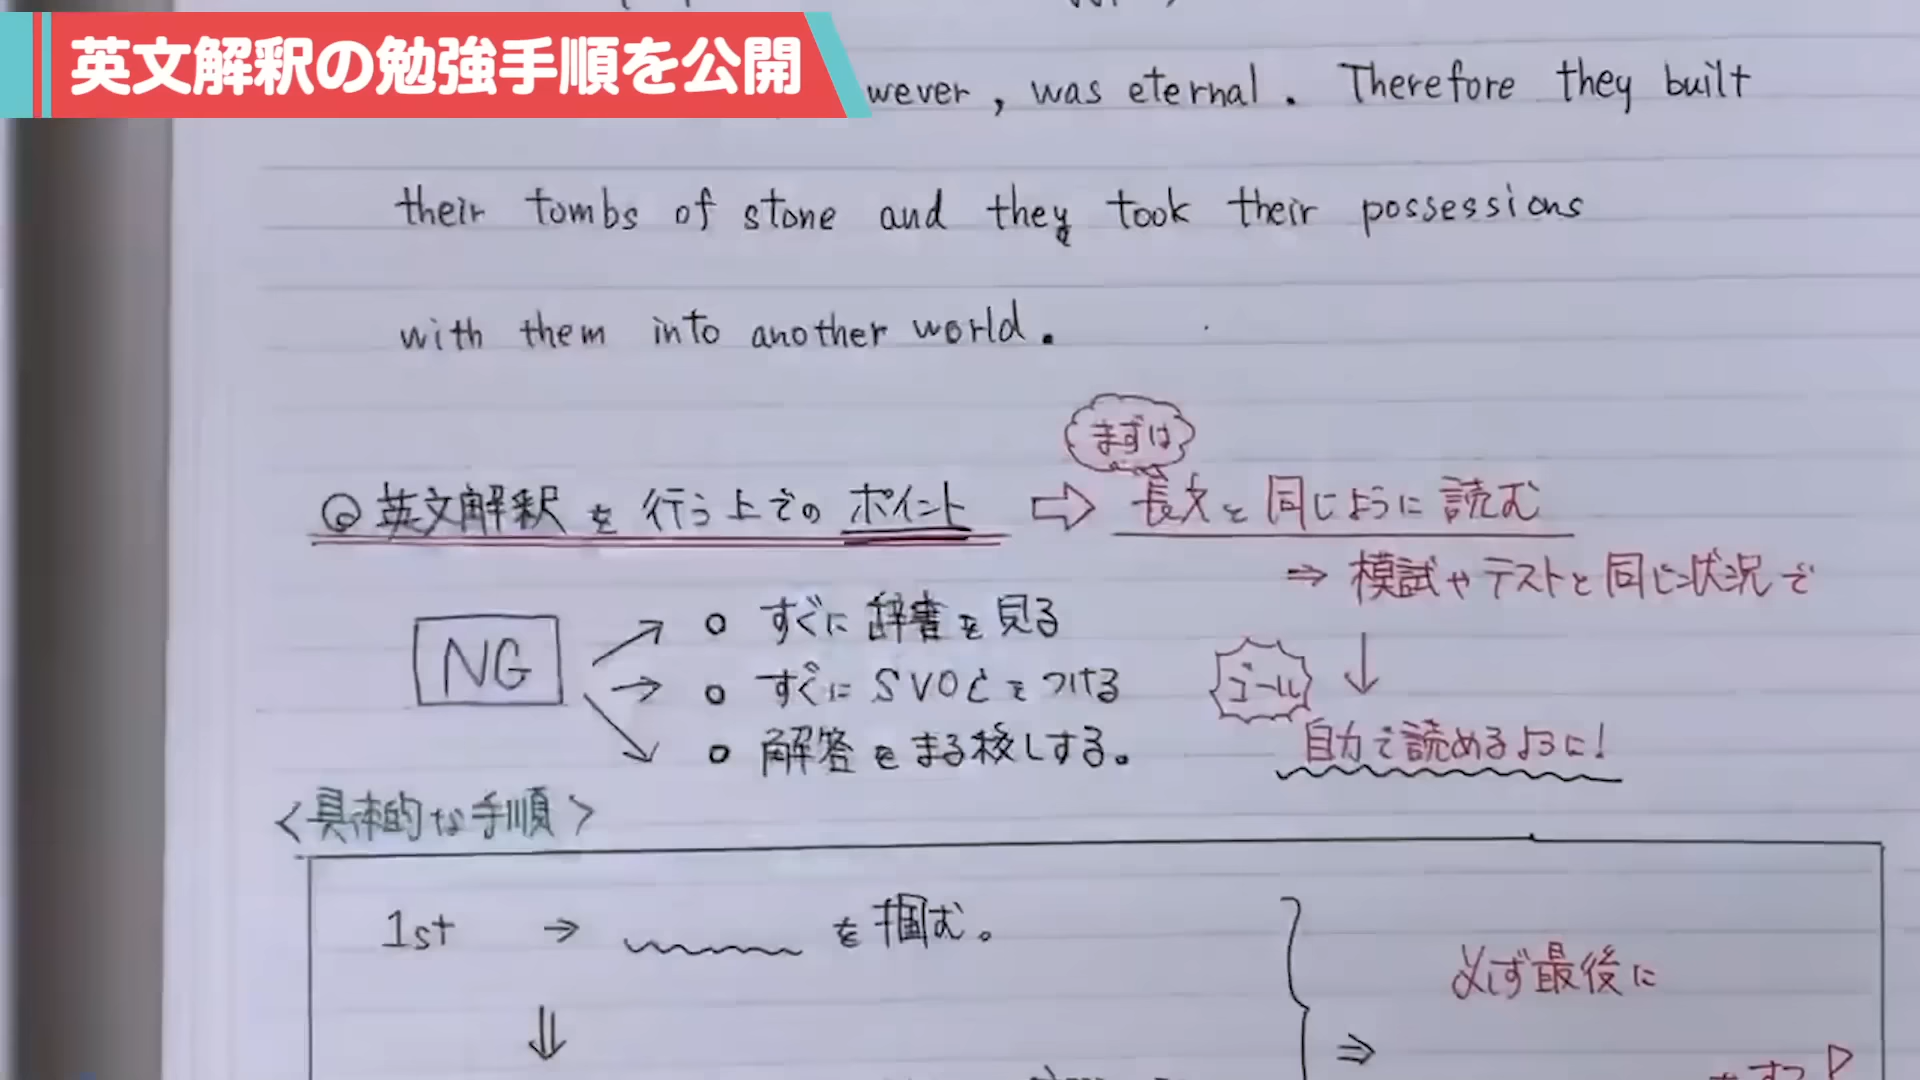 英文解釈の勉強手順を公開
wever, was eternal. Therefore they built
their tombs of stone and they took their possessions
with them into another world.
まずは
◎英文解釈を行う上でのポイント ⇨ 長文と同じように読む
⇒ 模試やテストと同じ状況で
NG
→ ○ すぐに辞書を見る
→ ○ すぐにSVOCをつける
→ ○ 解答をまる移しする。
↓
ゴール
自力で読めるように!
<具体的な手順>
1st → を掴む。
必ず最後に
⇓
⇒